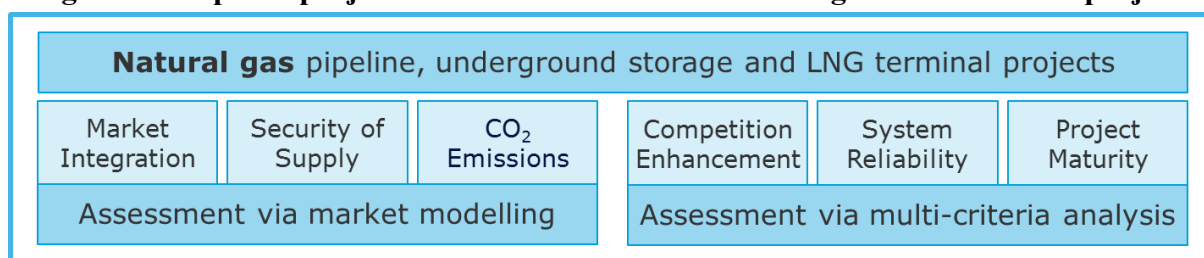 Natural gas pipeline, underground storage and LNG terminal projects
Market
Integration
Security of
Supply
CO₂
Emissions
Assessment via market modelling
Competition
Enhancement
System
Reliability
Project
Maturity
Assessment via multi-criteria analysis